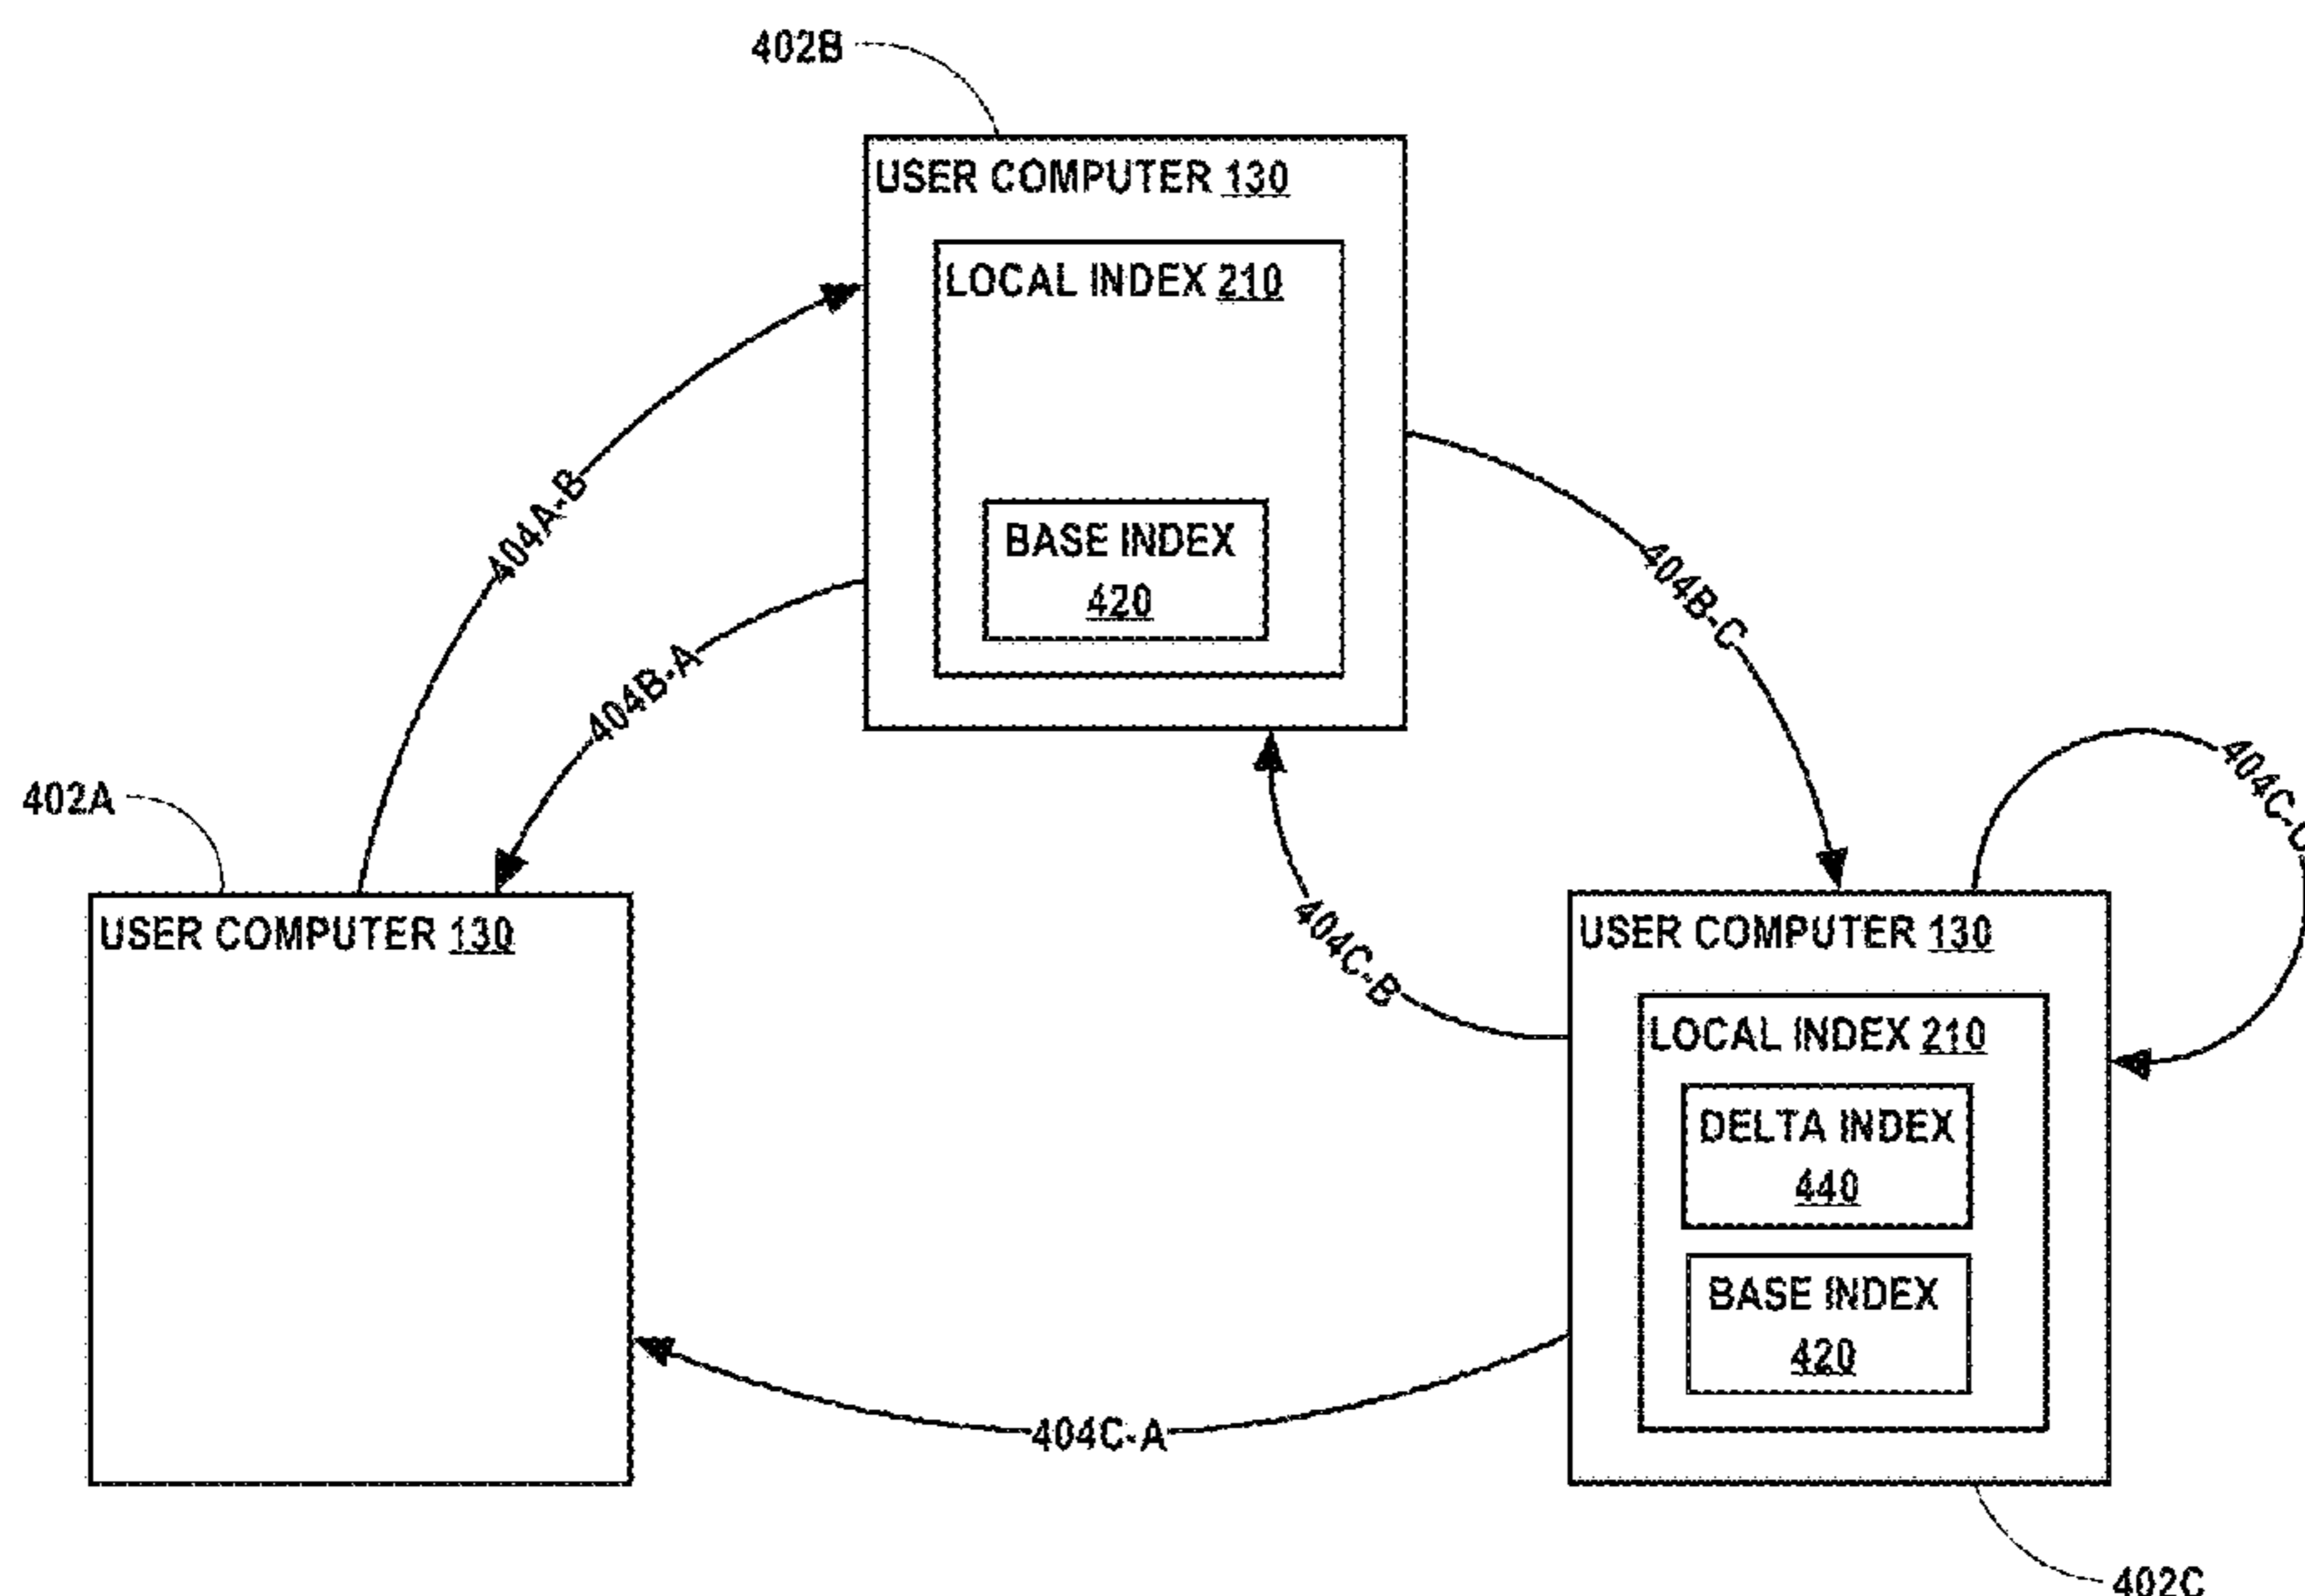 402B
USER COMPUTER 130
LOCAL INDEX 210
BASE INDEX
420
404A-B
404B-A
404B-C
402A
USER COMPUTER 130
404C-B
404C-C
USER COMPUTER 130
LOCAL INDEX 210
DELTA INDEX
440
BASE INDEX
420
404C-A
402C